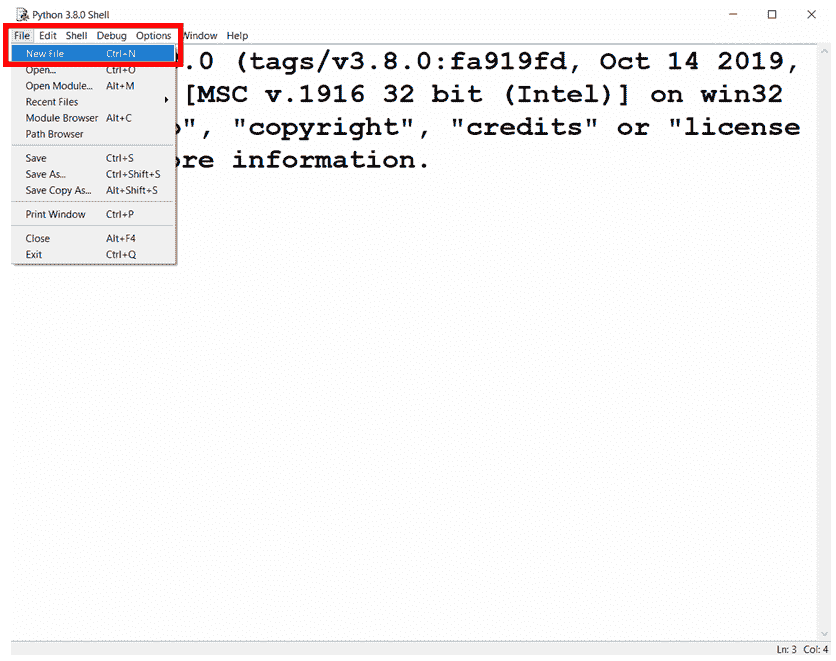 Python 3.8.0 Shell
File Edit Shell Debug Options Window Help
New File Ctrl+N
Open... Ctrl+O
Open Module... Alt+M
Recent Files
Module Browser Alt+C
Path Browser
Save Ctrl+S
Save As... Ctrl+Shift+S
Save Copy As... Alt+Shift+S
Print Window Ctrl+P
Close Alt+F4
Exit Ctrl+Q
.0 (tags/v3.8.0:fa919fd, Oct 14 2019,
[MSC v.1916 32 bit (Intel)] on win32
", "copyright", "credits" or "license
re information.
Ln: 3 Col: 4